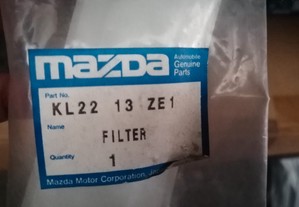 mazda
Automobile
Genuine
Parts
Part No.
KL22 13 ZE1
Name
FILTER
Quantity
1
Mazda Motor Corporation,